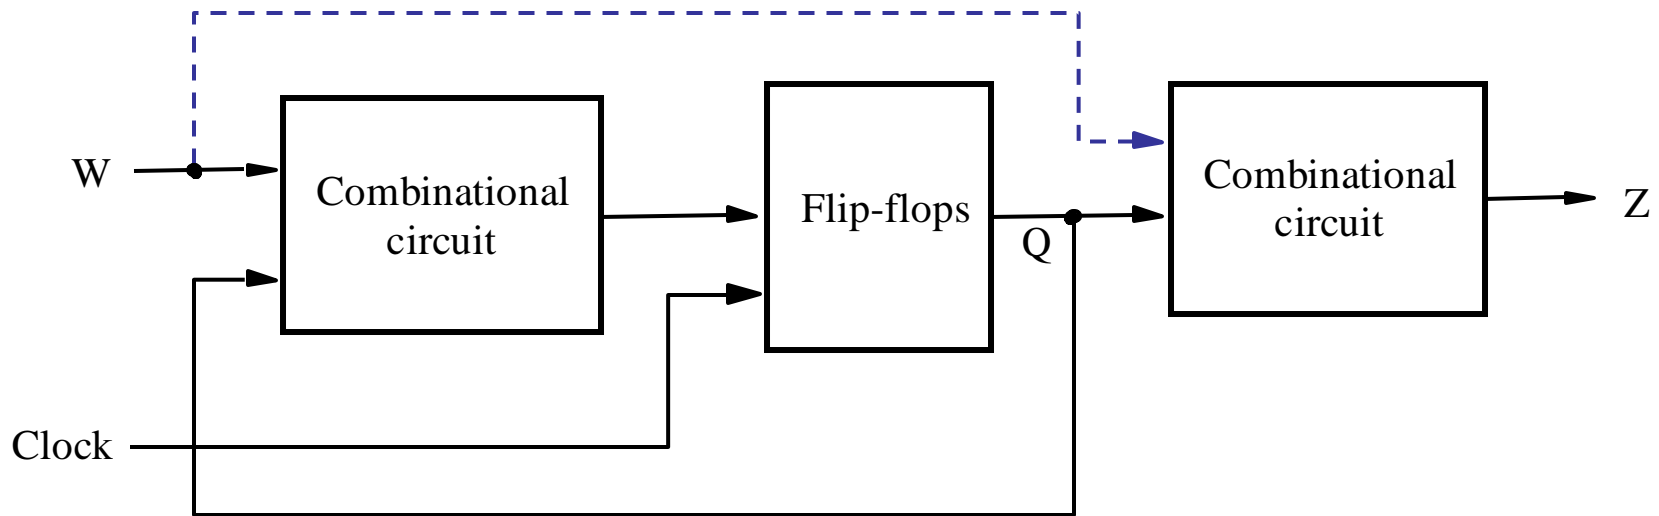 W
Combinational
circuit
Flip-flops
Q
Combinational
circuit
Z
Clock